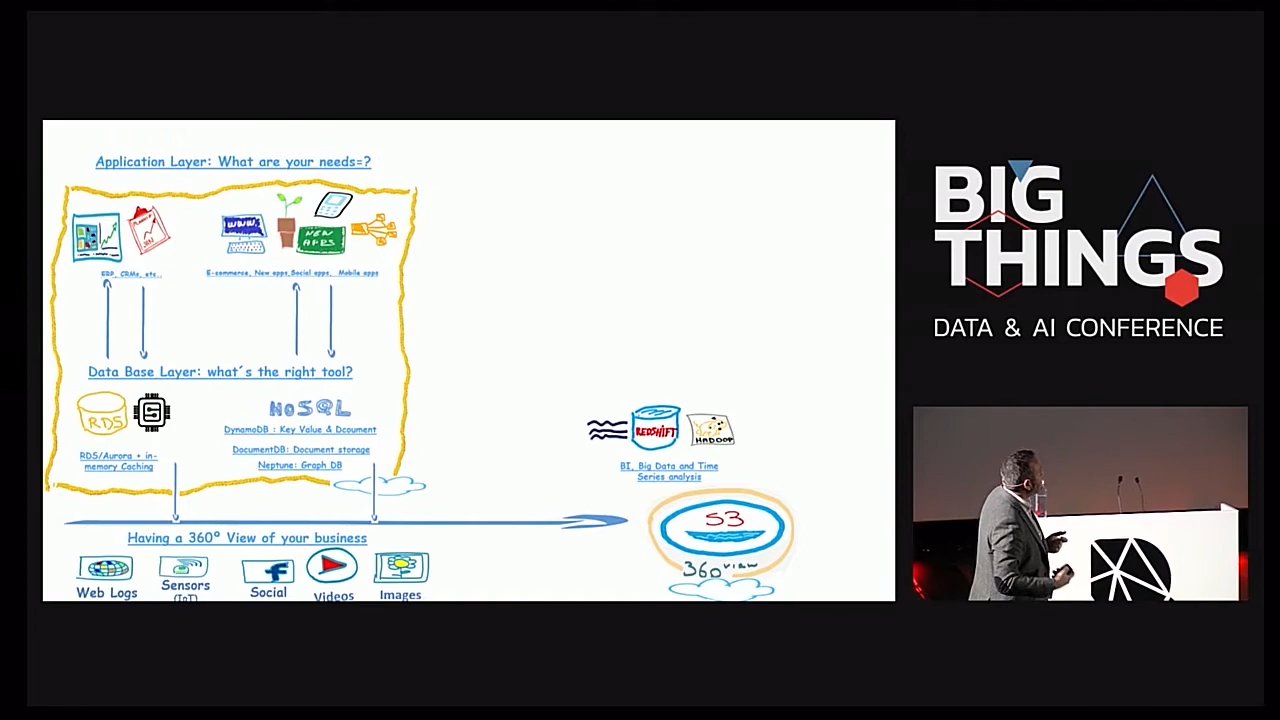 Application Layer: What are your needs=?
WWW
NEW
APPS
ERP, CRMs, etc..
E-commerce, New apps,Social apps, Mobile apps
Data Base Layer: what´s the right tool?
RDS
NoSQL
DynamoDB : Key Value & Dcoument
DocumentDB: Document storage
Neptune: Graph DB
RDS/Aurora + in-
memory Caching
REDSHIFT
HADOOP
BI, Big Data and Time
Series analysis
S3
360 VIEW
Having a 360º View of your business
Web Logs
Sensors
(IoT)
Social
Videos
Images
BIG
THINGS
DATA & AI CONFERENCE